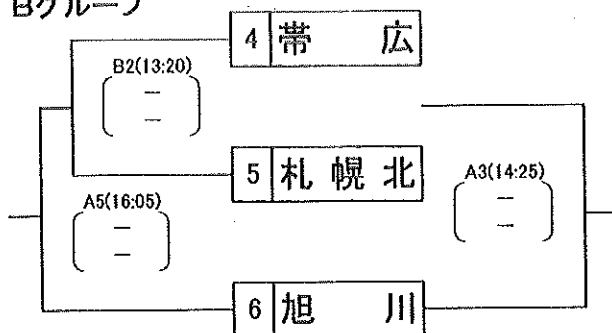 Bグループ
4 帯 広
B2(13:20)
－
－
5 札 幌 北
A3(14:25)
－
－
A5(16:05)
－
－
6 旭 川